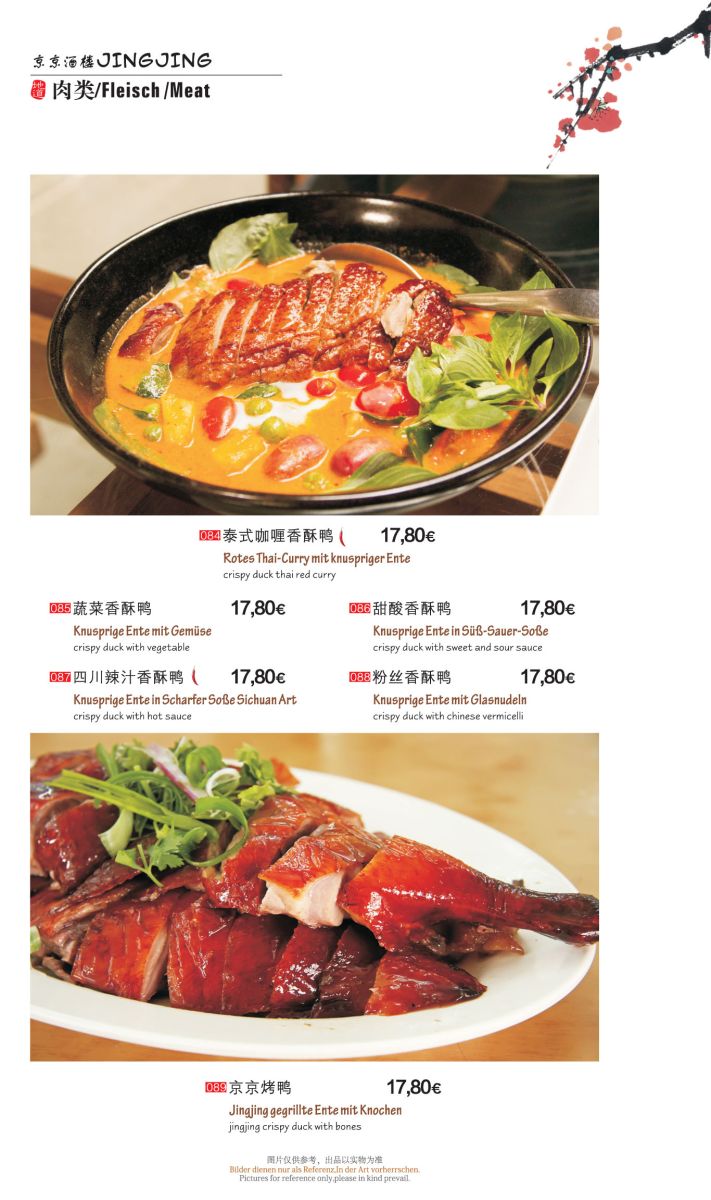 京京酒楼JINGJING
地道 肉类/Fleisch /Meat
084 泰式咖喱香酥鸭 17,80€
Rotes Thai-Curry mit knuspriger Ente
crispy duck thai red curry
085 蔬菜香酥鸭 17,80€
Knusprige Ente mit Gemüse
crispy duck with vegetable
086 甜酸香酥鸭 17,80€
Knusprige Ente in Süß-Sauer-Soße
crispy duck with sweet and sour sauce
087 四川辣汁香酥鸭 17,80€
Knusprige Ente in Scharfer Soße Sichuan Art
crispy duck with hot sauce
088 粉丝香酥鸭 17,80€
Knusprige Ente mit Glasnudeln
crispy duck with chinese vermicelli
089 京京烤鸭 17,80€
Jingjing gegrillte Ente mit Knochen
jingjing crispy duck with bones
图片仅供参考，出品以实物为准
Bilder dienen nur als Referenz,In der Art vorherrschen.
Pictures for reference only,please in kind prevail.